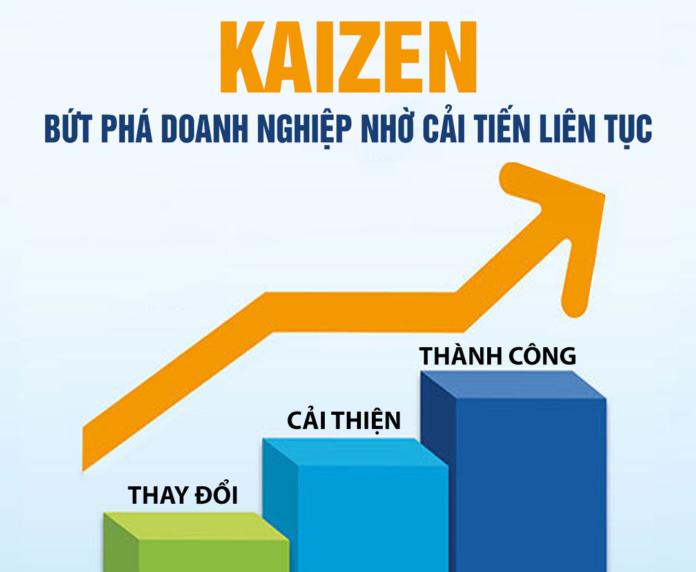 KAIZEN
BỨT PHÁ DOANH NGHIỆP NHỜ CẢI TIẾN LIÊN TỤC
THÀNH CÔNG
CẢI THIỆN
THAY ĐỔI